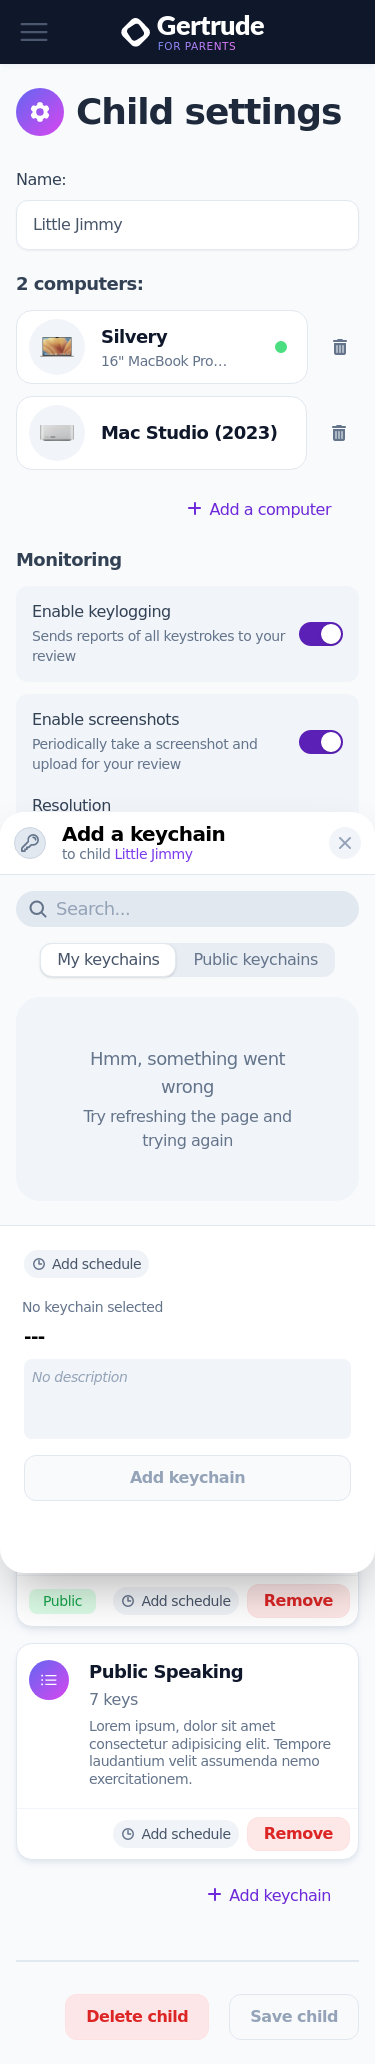 Gertrude
FOR PARENTS
Child settings
Name:
Little Jimmy
2 computers:
Silvery
16" MacBook Pro…
Mac Studio (2023)
+ Add a computer
Monitoring
Enable keylogging
Sends reports of all keystrokes to your
review
Enable screenshots
Periodically take a screenshot and
upload for your review
Resolution
Add a keychain
to child Little Jimmy
Search...
My keychains
Public keychains
Hmm, something went
wrong
Try refreshing the page and
trying again
Add schedule
No keychain selected
---
No description
Add keychain
Public
Add schedule
Remove
Public Speaking
7 keys
Lorem ipsum, dolor sit amet
consectetur adipisicing elit. Tempore
laudantium velit assumenda nemo
exercitationem.
Add schedule
Remove
+ Add keychain
Delete child
Save child